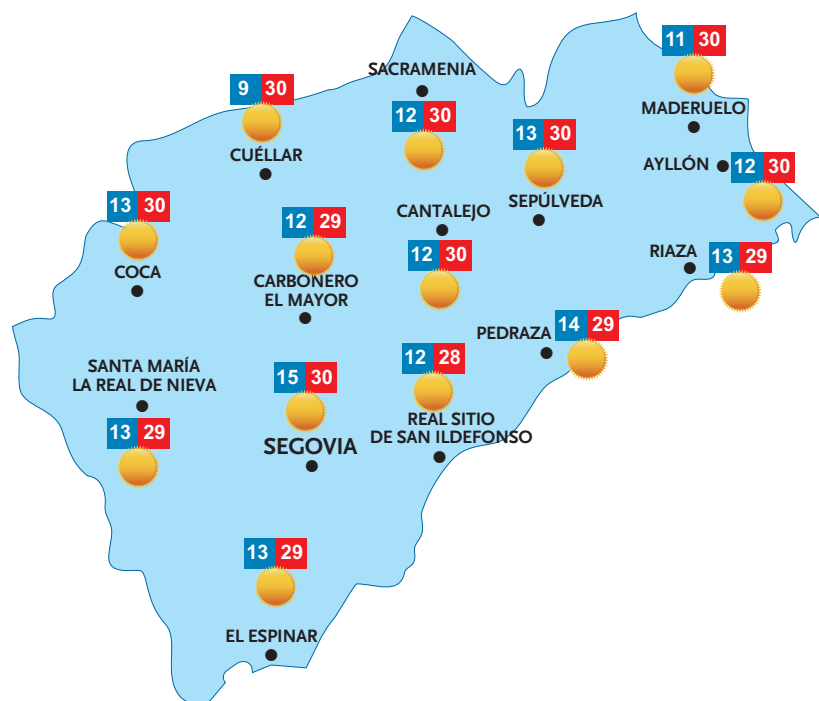 11 30
MADERUELO
SACRAMENIA
12 30
9 30
CUÉLLAR
13 30
SEPÚLVEDA
AYLLÓN
12 30
13 30
COCA
12 29
CARBONERO
EL MAYOR
CANTALEJO
12 30
RIAZA
13 29
PEDRAZA
14 29
SANTA MARÍA
LA REAL DE NIEVA
13 29
15 30
SEGOVIA
12 28
REAL SITIO
DE SAN ILDEFONSO
13 29
EL ESPINAR